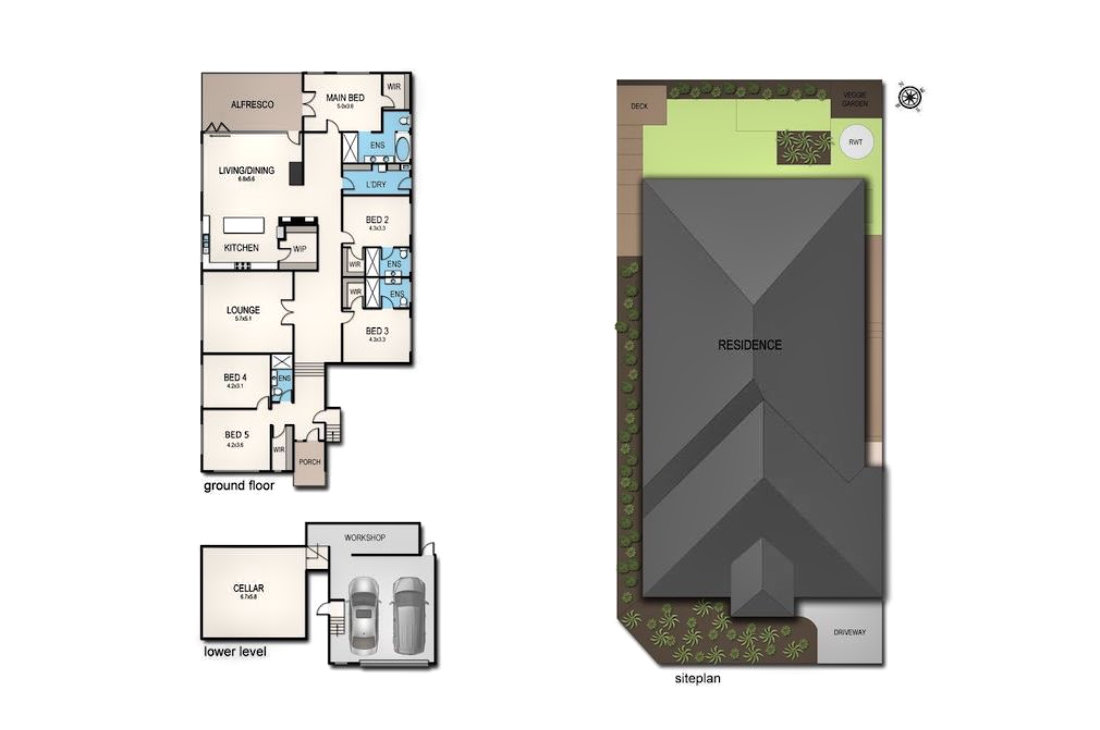 ALFRESCO
MAIN BED
5.0x3.8
WIR
ENS
LIVING/DINING
6.8x5.6
L'DRY
BED 2
4.3x3.3
KITCHEN
WIP
WIR
ENS
WIR
ENS
LOUNGE
5.7x5.1
BED 3
4.3x3.3
BED 4
4.2x3.1
ENS
BED 5
4.2x3.6
WIR
PORCH
ground floor
WORKSHOP
CELLAR
6.7x5.8
lower level
DECK
VEGGIE
GARDEN
RWT
RESIDENCE
DRIVEWAY
siteplan